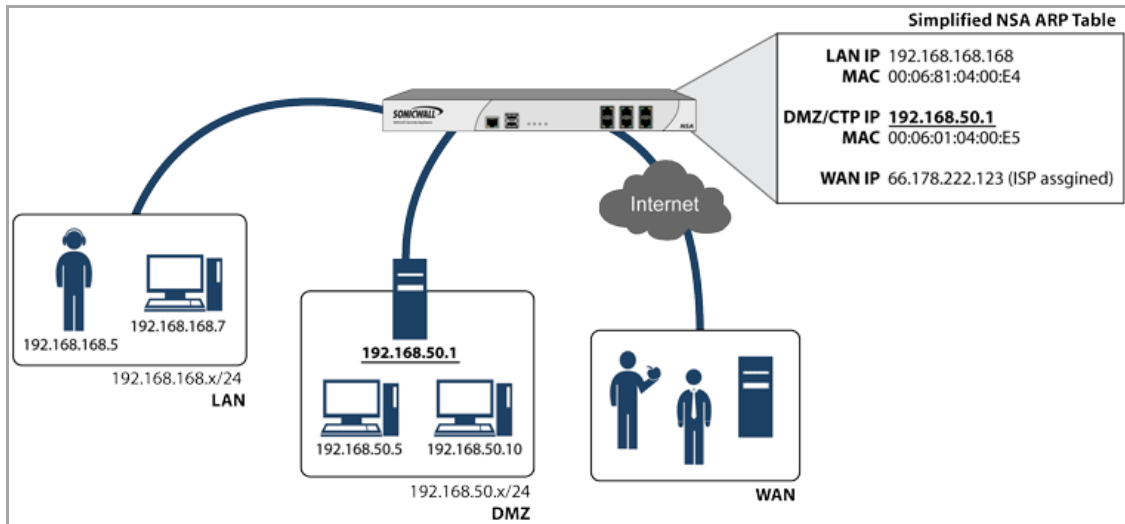 Simplified NSA ARP Table
LAN IP 192.168.168.168
MAC 00:06:81:04:00:E4
DMZ/CTP IP 192.168.50.1
MAC 00:06:01:04:00:E5
WAN IP 66.178.222.123 (ISP assgined)
SONICWALL
Network Security Appliance
NSA
Internet
192.168.168.5
192.168.168.7
192.168.168.x/24
LAN
192.168.50.1
192.168.50.5
192.168.50.10
192.168.50.x/24
DMZ
WAN